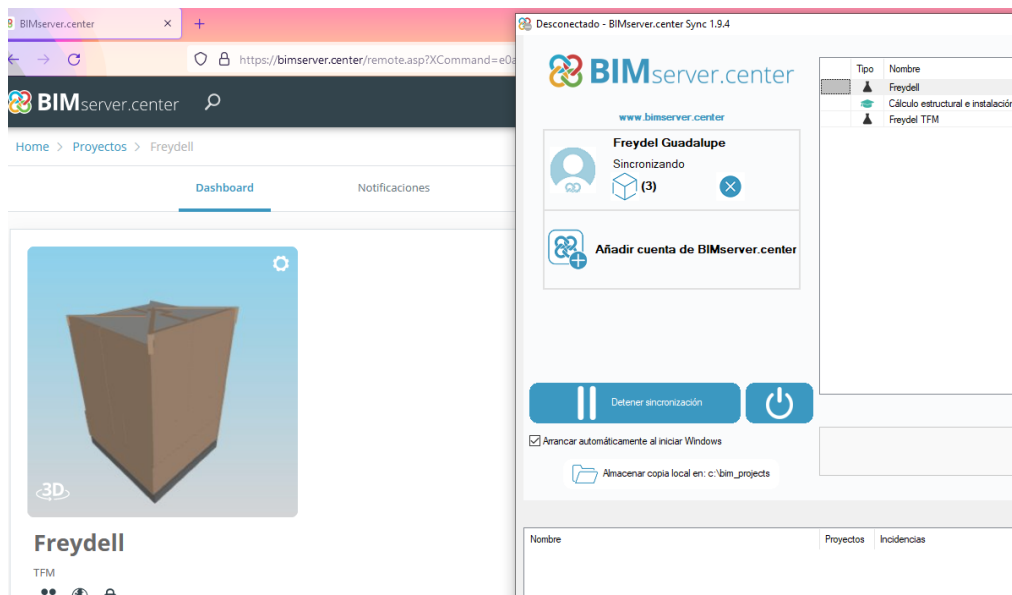 BIMserver.center
https://bimserver.center/remote.asp?XCommand=e0a
BIMserver.center
Home > Proyectos > Freydell
Dashboard
Notificaciones
3D
Freydell
TFM
Desconectado - BIMserver.center Sync 1.9.4
BIMserver.center
www.bimserver.center
Freydel Guadalupe
Sincronizando
(3)
Añadir cuenta de BIMserver.center
Detener sincronización
Arrancar automáticamente al iniciar Windows
Almacenar copia local en: c:\bim_projects
Tipo Nombre
Freydell
Cálculo estructural e instalación
Freydel TFM
Nombre Proyectos Incidencias